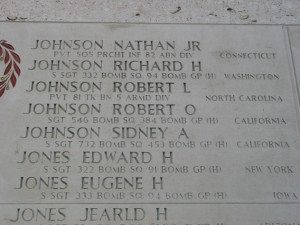 JOHNSON NATHAN JR
PVT 505 PRCHT INF 82 ABN DIV CONNECTICUT
JOHNSON RICHARD H
S SGT 332 BOMB SQ 94 BOMB GP (H) WASHINGTON
JOHNSON ROBERT L
PVT 81 TK BN 5 ARMD DIV NORTH CAROLINA
JOHNSON ROBERT O
SGT 546 BOMB SQ 384 BOMB GP (H) CALIFORNIA
JOHNSON SIDNEY A
S SGT 732 BOMB SQ 453 BOMB GP (H) CALIFORNIA
JONES EDWARD H
S SGT 322 BOMB SQ 91 BOMB GP (H) NEW YORK
JONES EUGENE H
S SGT 333 BOMB SQ 94 BOMB GP (H) IOWA
JONES JEARLD H